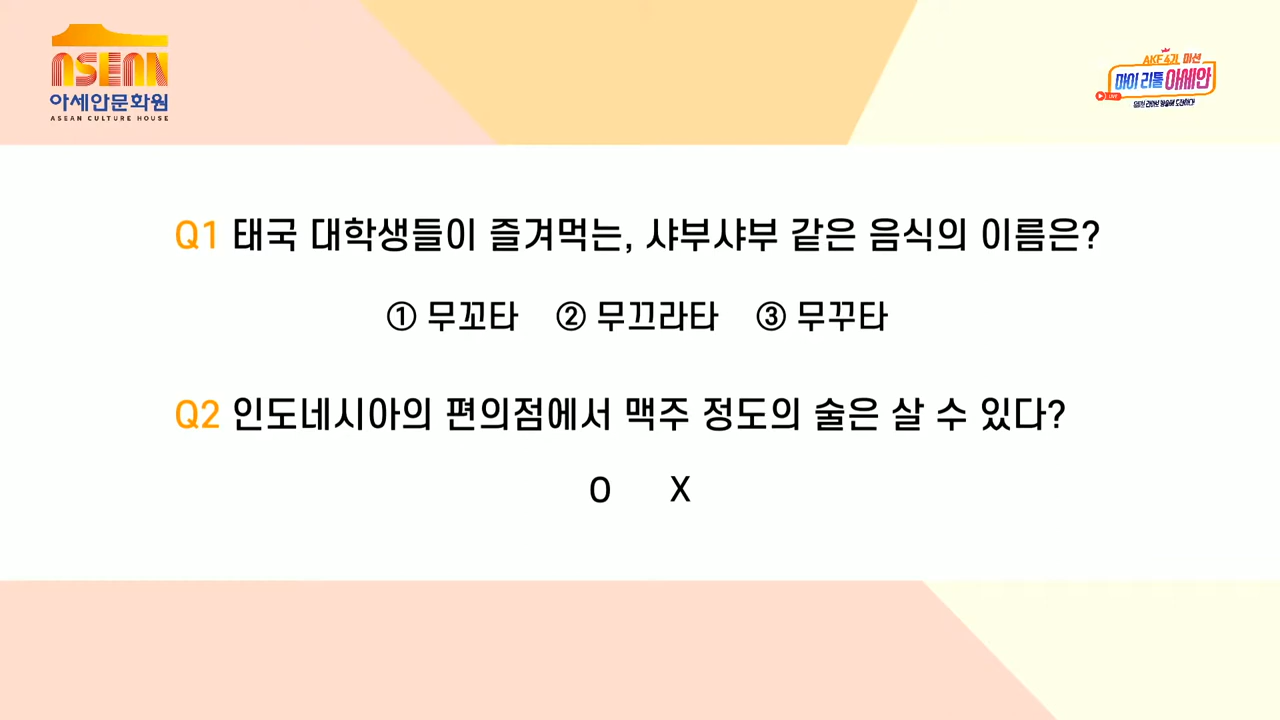 ASEAN
아세안문화원
ASEAN CULTURE HOUSE
AKF 4기 미션
마이 리틀 아세안
LIVE
Q1 태국 대학생들이 즐겨먹는, 샤부샤부 같은 음식의 이름은?
① 무꼬타 ② 무끄라타 ③ 무꾸타
Q2 인도네시아의 편의점에서 맥주 정도의 술은 살 수 있다?
O X